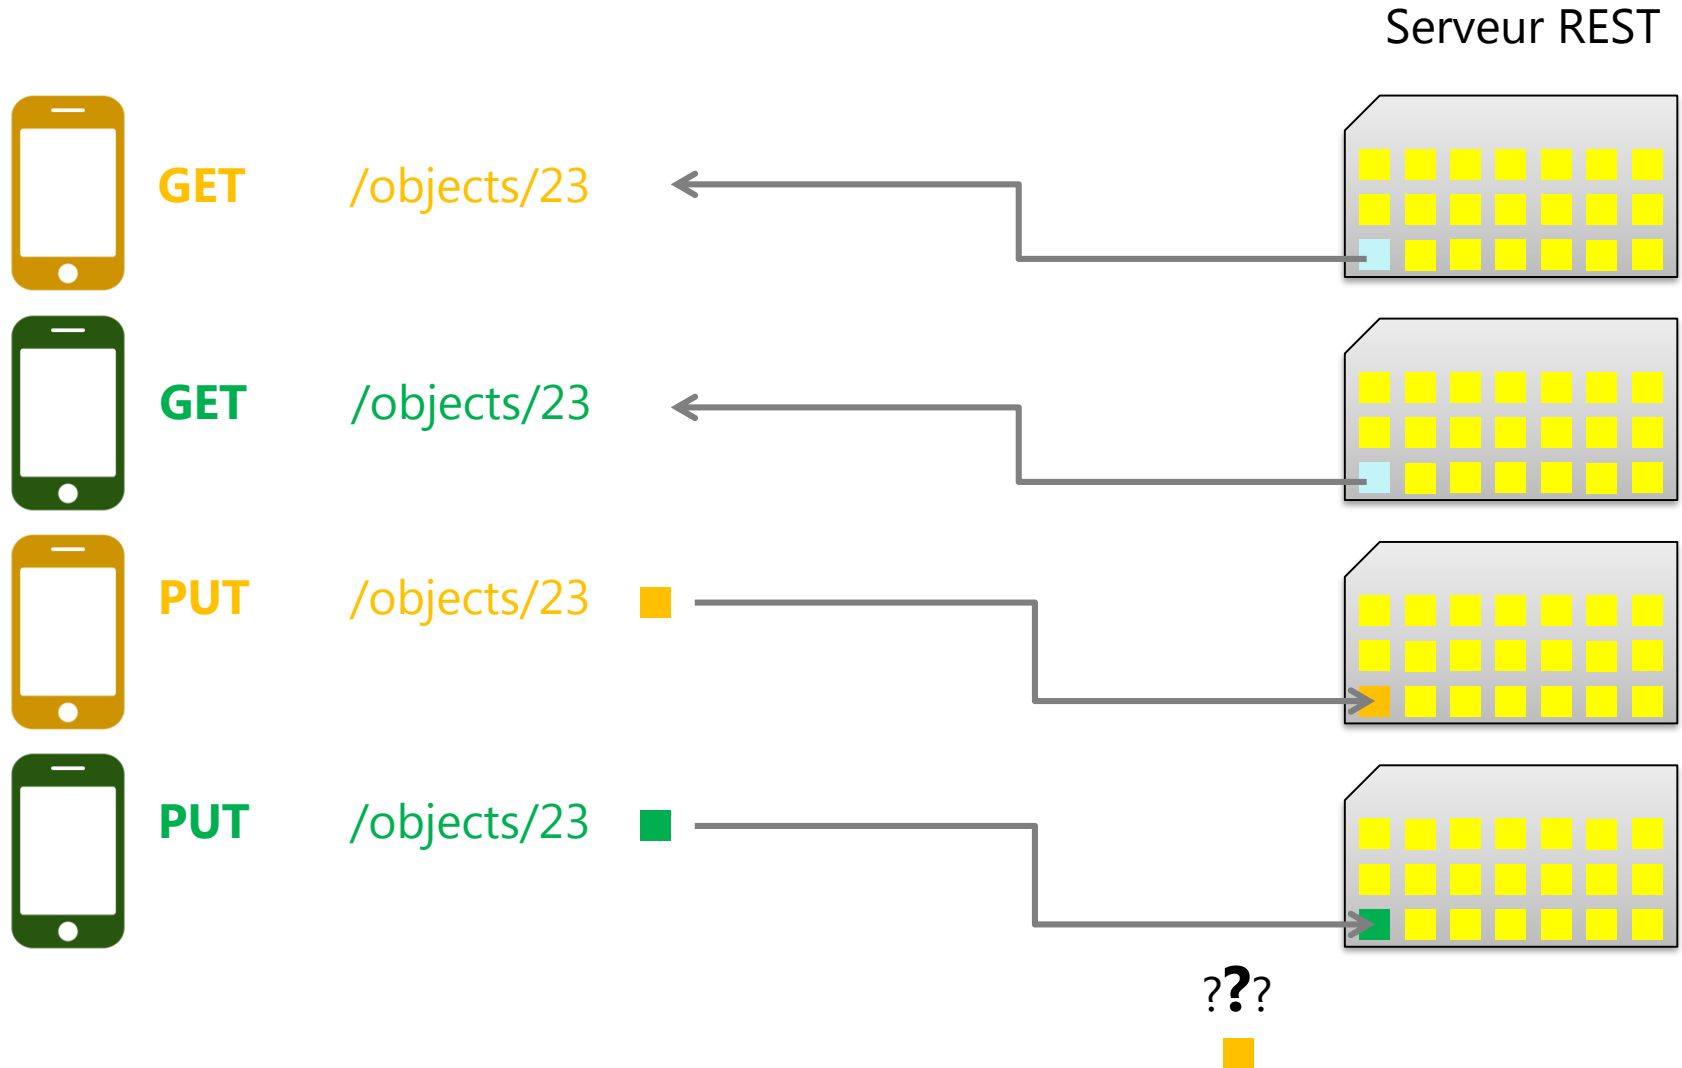 Serveur REST
GET /objects/23
GET /objects/23
PUT /objects/23
PUT /objects/23
???